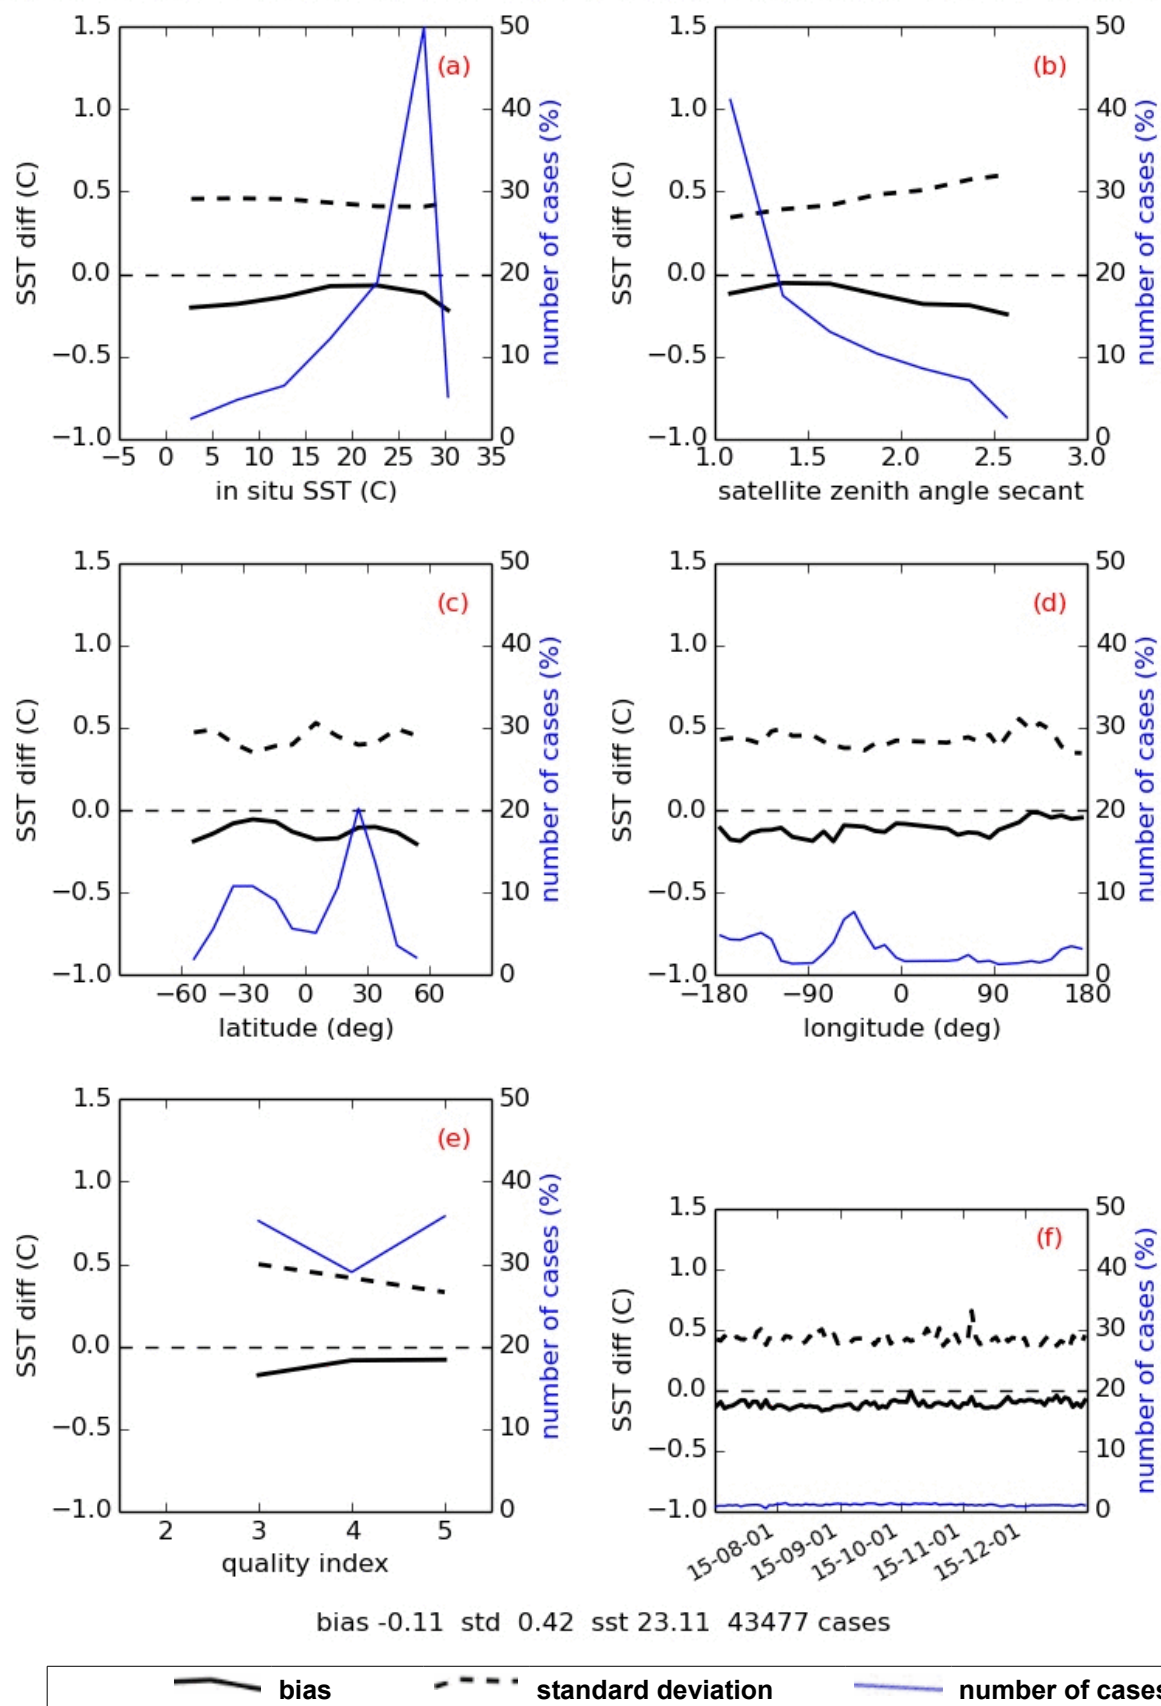 1.5 1.0 0.5 0.0 −0.5 −1.0
SST diff (C)
50 40 30 20 10 0
number of cases (%)
(a)
−5 0 5 10 15 20 25 30 35
in situ SST (C)
1.5 1.0 0.5 0.0 −0.5 −1.0
SST diff (C)
50 40 30 20 10 0
number of cases (%)
(b)
1.0 1.5 2.0 2.5 3.0
satellite zenith angle secant
1.5 1.0 0.5 0.0 −0.5 −1.0
SST diff (C)
50 40 30 20 10 0
number of cases (%)
(c)
−60 −30 0 30 60
latitude (deg)
1.5 1.0 0.5 0.0 −0.5 −1.0
SST diff (C)
50 40 30 20 10 0
number of cases (%)
(d)
−180 −90 0 90 180
longitude (deg)
1.5 1.0 0.5 0.0 −0.5 −1.0
SST diff (C)
50 40 30 20 10 0
number of cases (%)
(e)
2 3 4 5
quality index
1.5 1.0 0.5 0.0 −0.5 −1.0
SST diff (C)
50 40 30 20 10 0
number of cases (%)
(f)
15-08-01 15-09-01 15-10-01 15-11-01 15-12-01
bias -0.11 std 0.42 sst 23.11 43477 cases
bias standard deviation number of cases